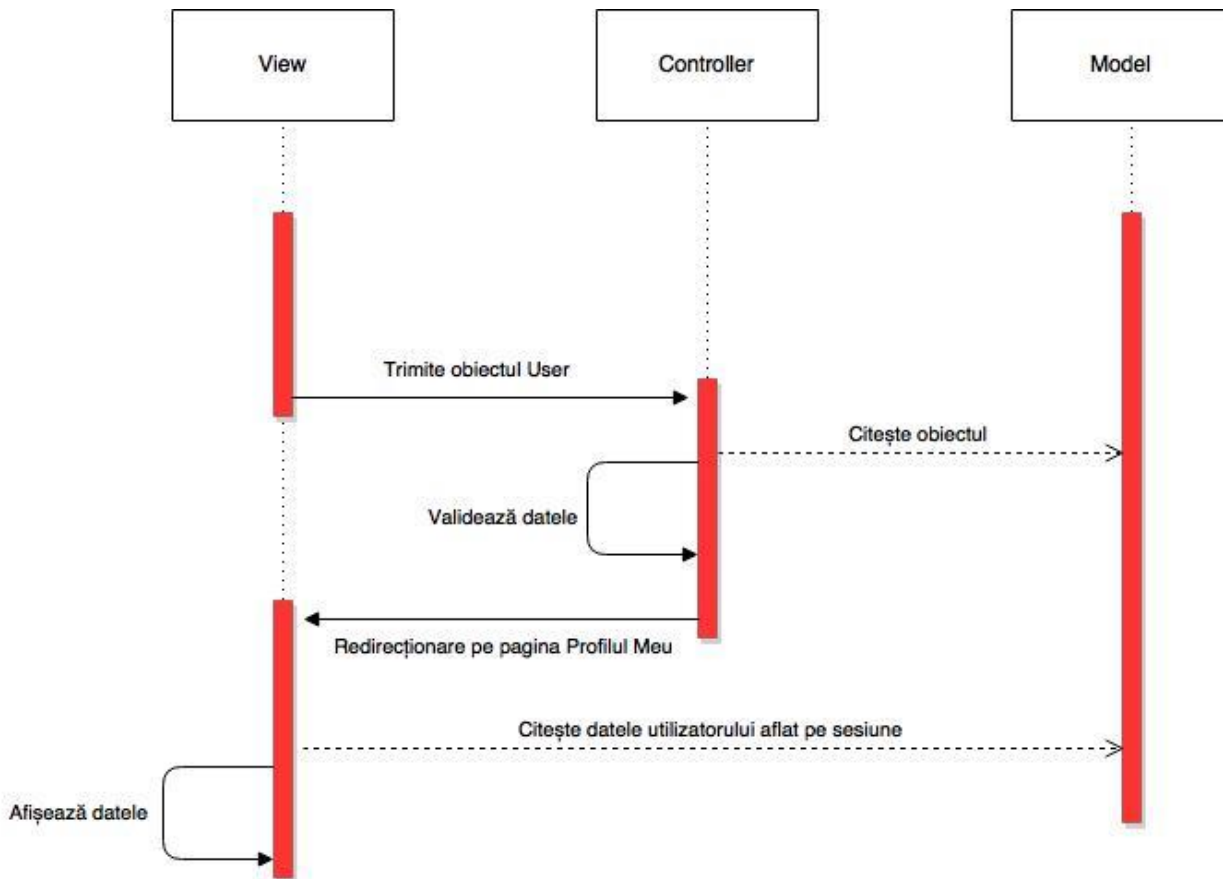 View
Controller
Model
Trimite obiectul User
Citește obiectul
Validează datele
Redirecționare pe pagina Profilul Meu
Citește datele utilizatorului aflat pe sesiune
Afișează datele